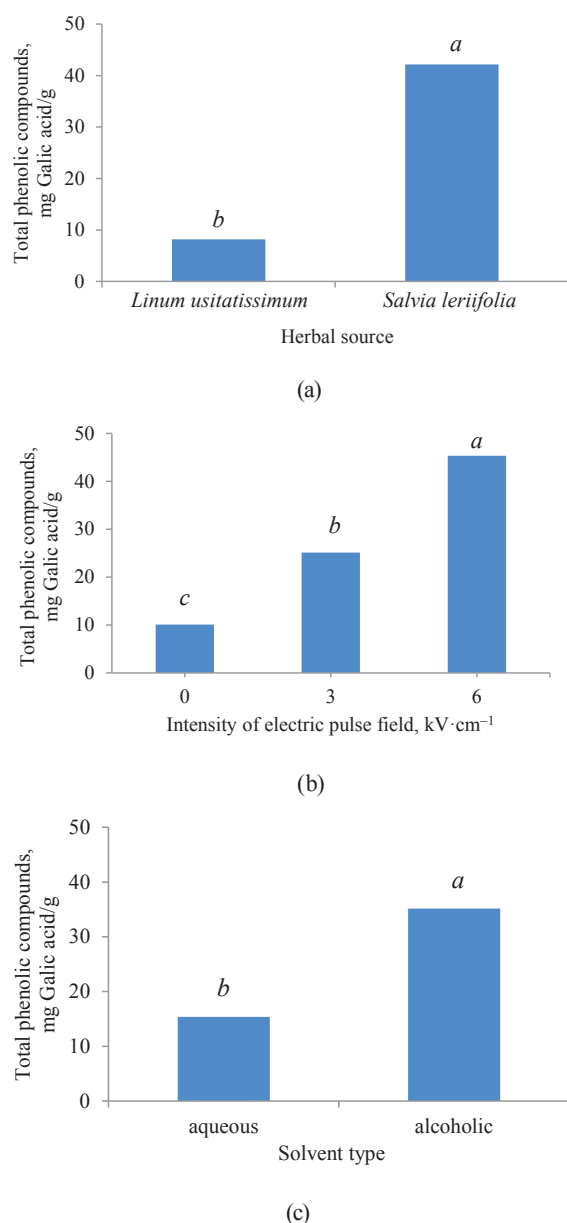 Total phenolic compounds,
mg Galic acid/g
50
40
30
20
10
0
a
b
Linum usitatissimum
Salvia leriifolia
Herbal source
(a)
Total phenolic compounds,
mg Galic acid/g
50
40
30
20
10
0
a
b
c
0
3
6
Intensity of electric pulse field, kV·cm⁻¹
(b)
Total phenolic compounds,
mg Galic acid/g
50
40
30
20
10
0
a
b
aqueous
alcoholic
Solvent type
(c)